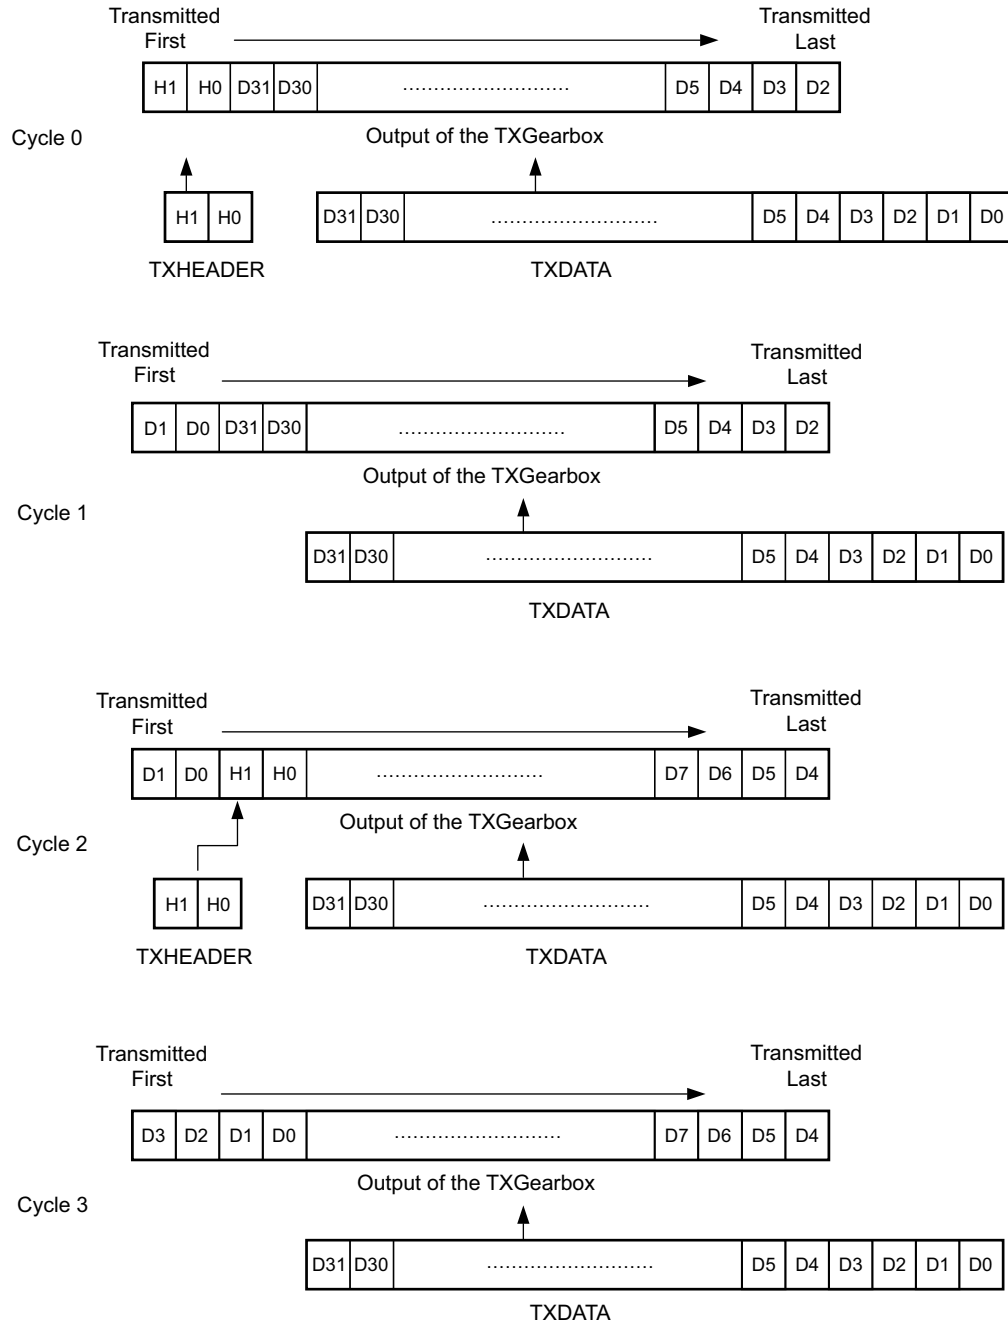 Transmitted First
Transmitted Last
H1 H0 D31 D30 ............................ D5 D4 D3 D2
Output of the TXGearbox
Cycle 0
H1 H0
D31 D30 ............................ D5 D4 D3 D2 D1 D0
TXHEADER
TXDATA
Transmitted First
Transmitted Last
D1 D0 D31 D30 ............................ D5 D4 D3 D2
Output of the TXGearbox
Cycle 1
D31 D30 ............................ D5 D4 D3 D2 D1 D0
TXDATA
Transmitted First
Transmitted Last
D1 D0 H1 H0 ............................ D7 D6 D5 D4
Output of the TXGearbox
Cycle 2
H1 H0
D31 D30 ............................ D5 D4 D3 D2 D1 D0
TXHEADER
TXDATA
Transmitted First
Transmitted Last
D3 D2 D1 D0 ............................ D7 D6 D5 D4
Output of the TXGearbox
Cycle 3
D31 D30 ............................ D5 D4 D3 D2 D1 D0
TXDATA